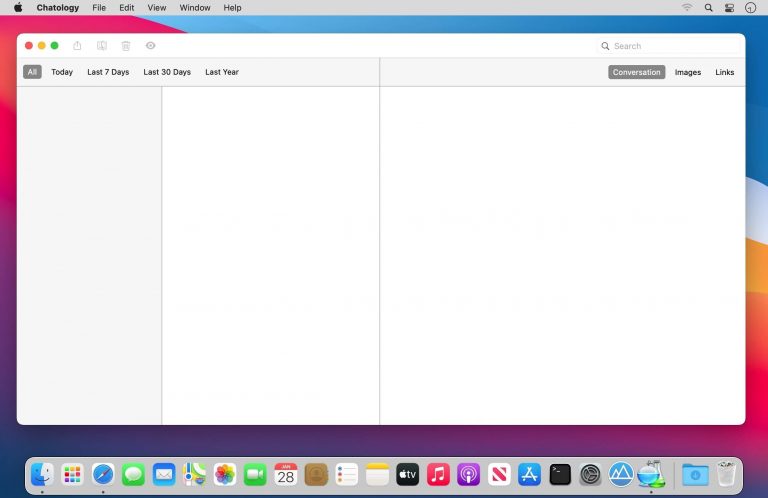 Chatology File Edit View Window Help
Search
All Today Last 7 Days Last 30 Days Last Year Conversation Images Links
JAN
28
tv